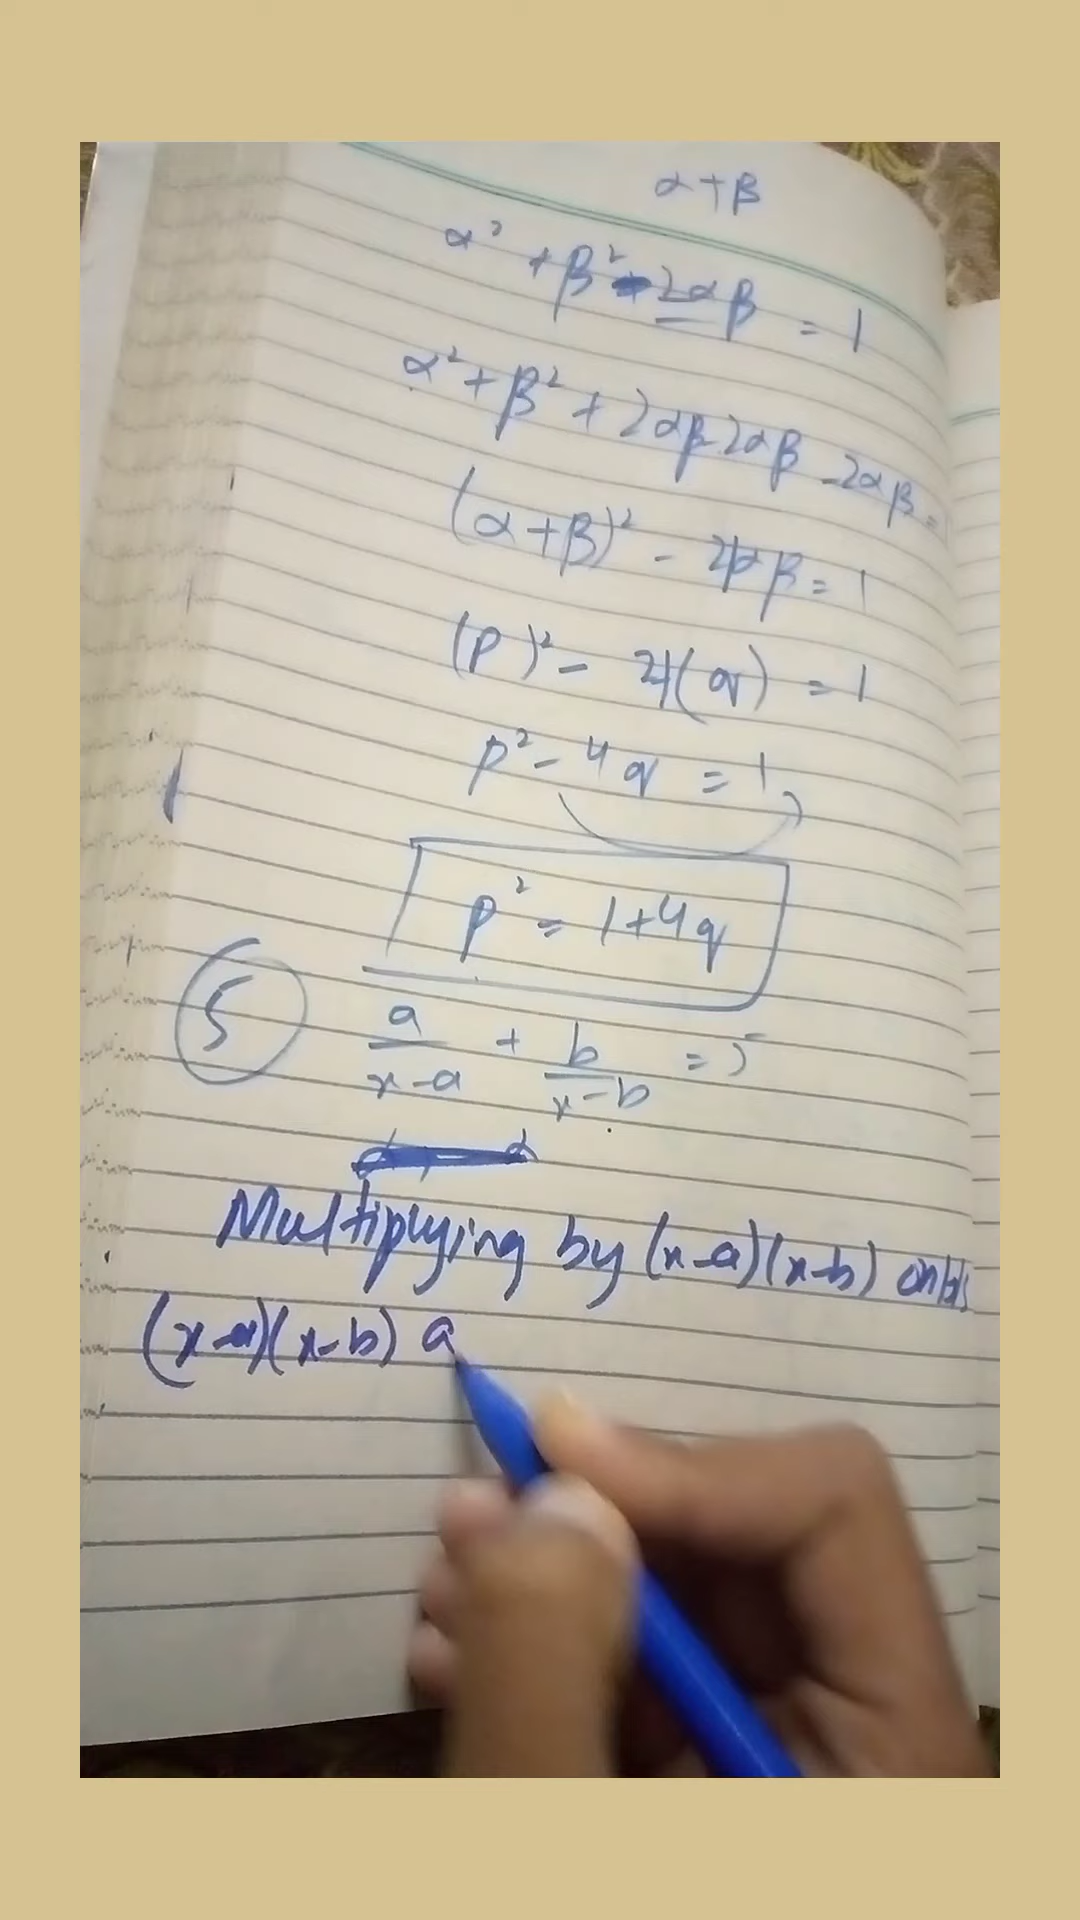 α+β
α² + β² - 2αβ = 1
α² + β² + 2αβ - 2αβ - 2αβ =
(α+β)² - 4αβ = 1
(P)² - 4(q) = 1
p² - 4q = 1
p² = 1+4q
5 a/(x-a) + b/(x-b) = 5
Multiplying by (x-a)(x-b) on b/s
(x-a)(x-b) a